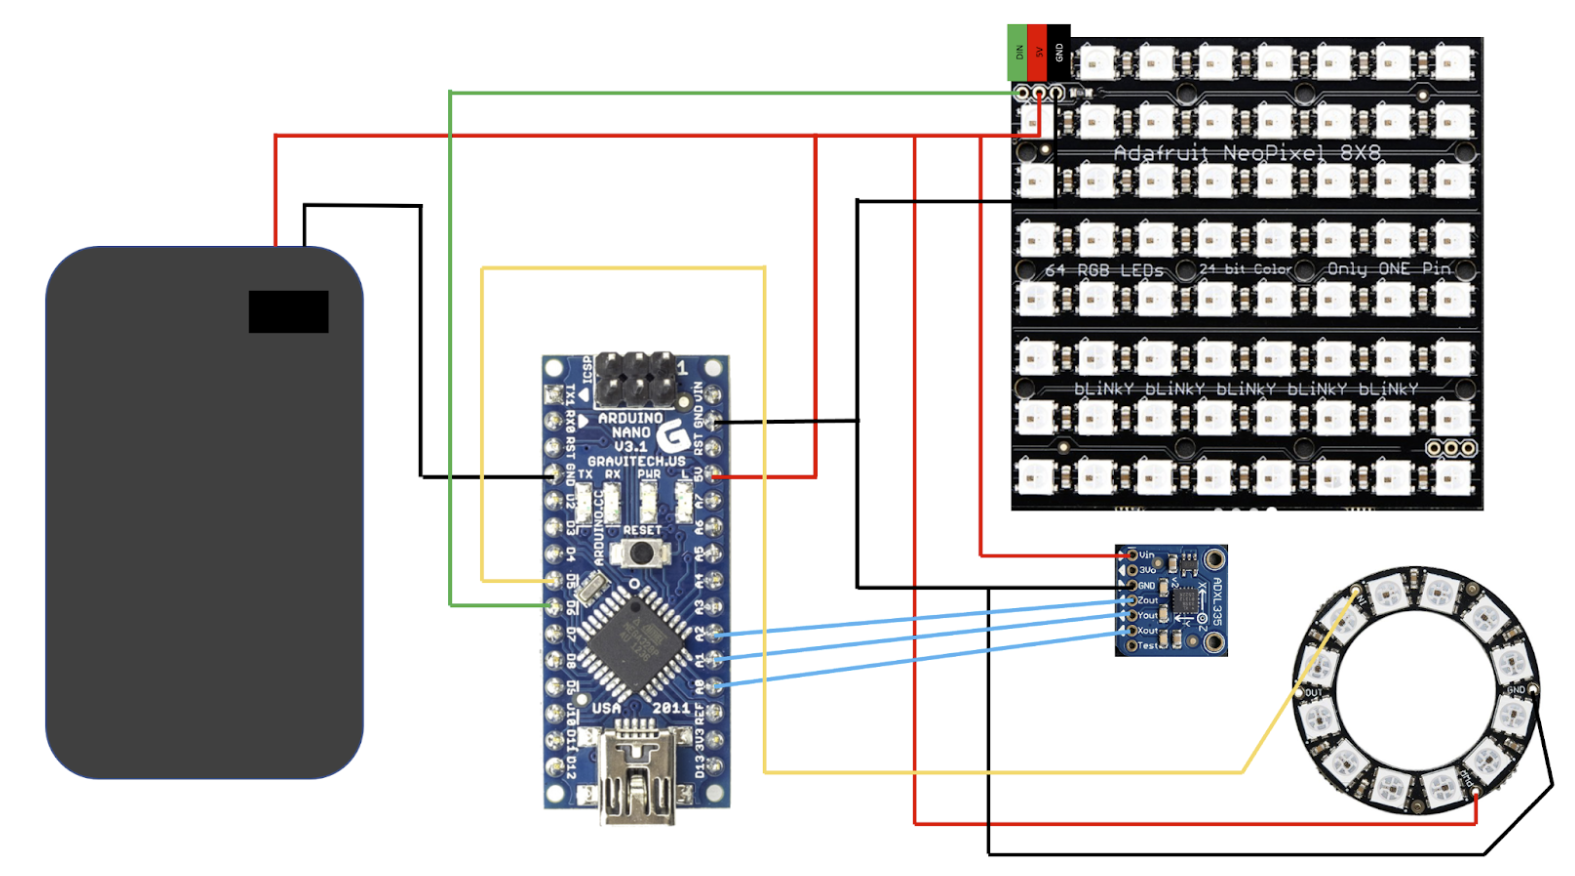 DIN
5V
GND
Adafruit NeoPixel 8X8
64 RGB LEDs
24 bit Color
Only ONE Pin
bLiNkY bLiNkY bLiNkY bLiNkY bLiNkY
ICSP
1
ARDUINO
NANO
V3.1
G
GRAVITECH.US
TX
RX
PWR
L
ARDUINO.CC
RESET
USA
2011
TX1
RX0
RST
GND
D2
D3
D4
D5
D6
D7
D8
D9
D10
D11
D12
VIN
GND
RST
5V
A7
A6
A5
A4
A3
A2
A1
A0
REF
3V3
D13
Vin
3Vo
GND
Zout
Yout
Xout
Test
ADXL335
X
Y
Z
OUT
GND